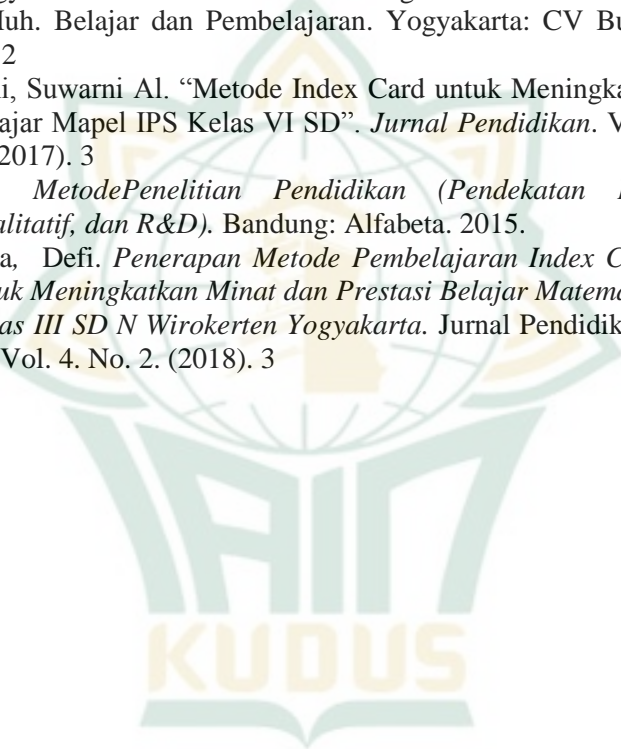 Muh. Belajar dan Pembelajaran. Yogyakarta: CV Bu
2
i, Suwarni Al. “Metode Index Card untuk Meningka
ajar Mapel IPS Kelas VI SD”. Jurnal Pendidikan. V
2017). 3
MetodePenelitian Pendidikan (Pendekatan
alitatif, dan R&D). Bandung: Alfabeta. 2015.
a, Defi. Penerapan Metode Pembelajaran Index C
uk Meningkatkan Minat dan Prestasi Belajar Matema
as III SD N Wirokerten Yogyakarta. Jurnal Pendidik
Vol. 4. No. 2. (2018). 3
IAIN
KUDUS